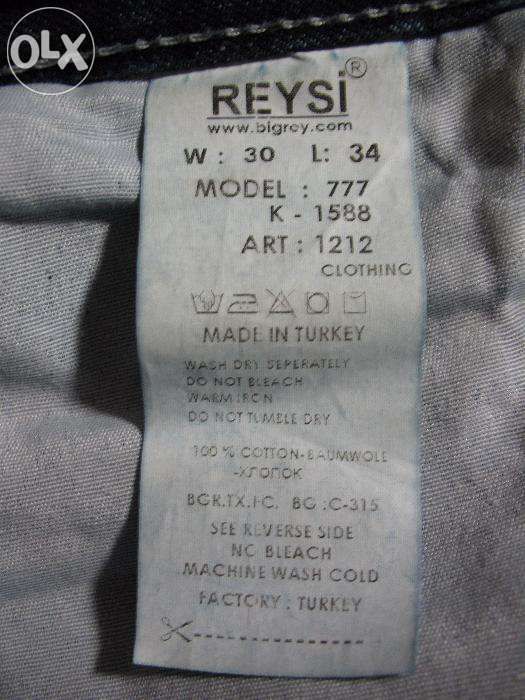 OLX
REYSi®
www.bigrey.com
W : 30 L: 34
MODEL : 777
K - 1588
ART : 1212
CLOTHING
MADE IN TURKEY
WASH DRY SEPERATELY
DO NOT BLEACH
WARM IRON
DO NOT TUMBLE DRY
100 % COTTON-BAUMWOLE
-ХЛОПОК
BGR.TX.FC. BG :C-315
SEE REVERSE SIDE
NO BLEACH
MACHINE WASH COLD
FACTORY : TURKEY